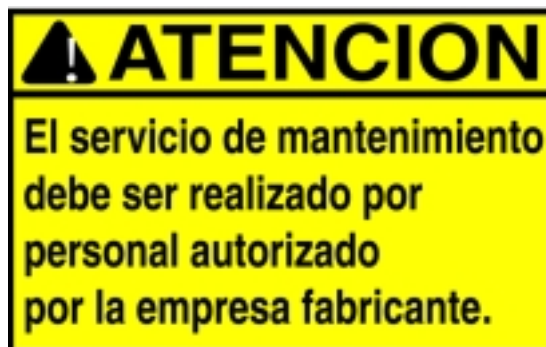 ATENCION
El servicio de mantenimiento
debe ser realizado por
personal autorizado
por la empresa fabricante.